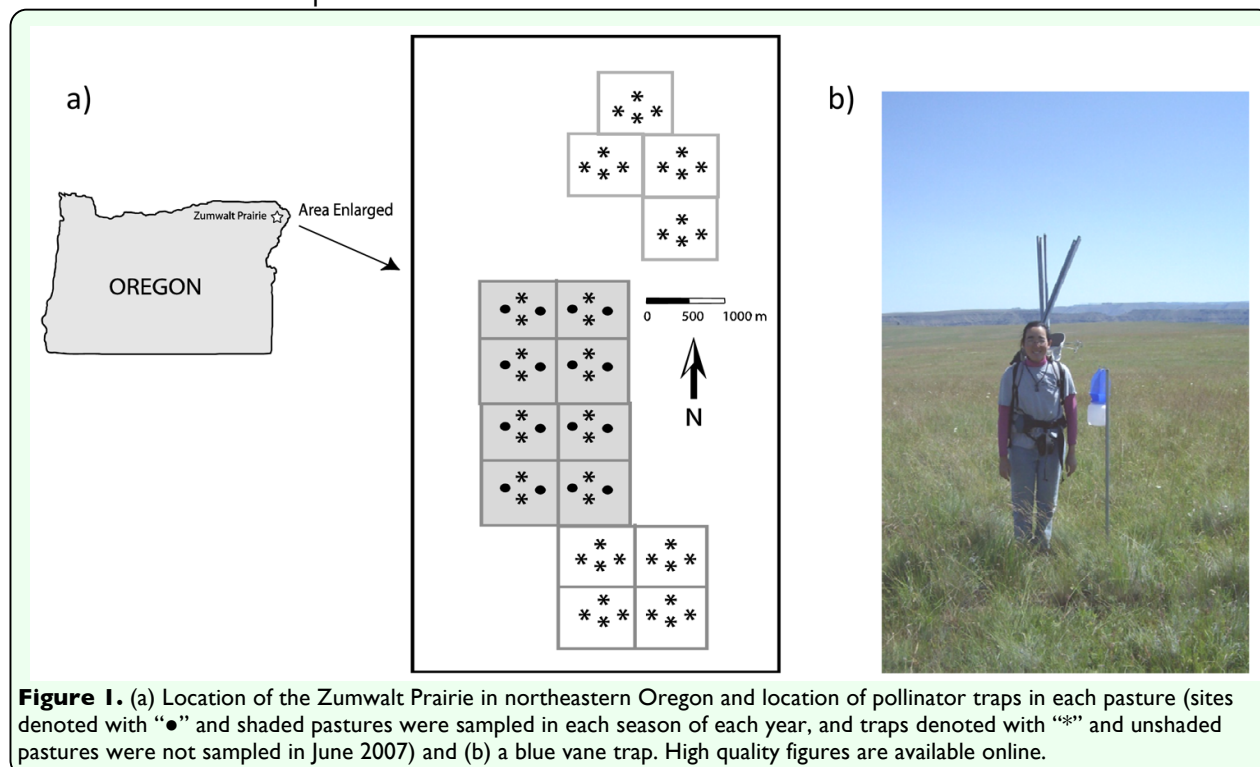 a)
b)
Zumwalt Prairie
Area Enlarged
OREGON
0 500 1000 m
N
Figure 1. (a) Location of the Zumwalt Prairie in northeastern Oregon and location of pollinator traps in each pasture (sites
denoted with “●” and shaded pastures were sampled in each season of each year, and traps denoted with “*” and unshaded
pastures were not sampled in June 2007) and (b) a blue vane trap. High quality figures are available online.